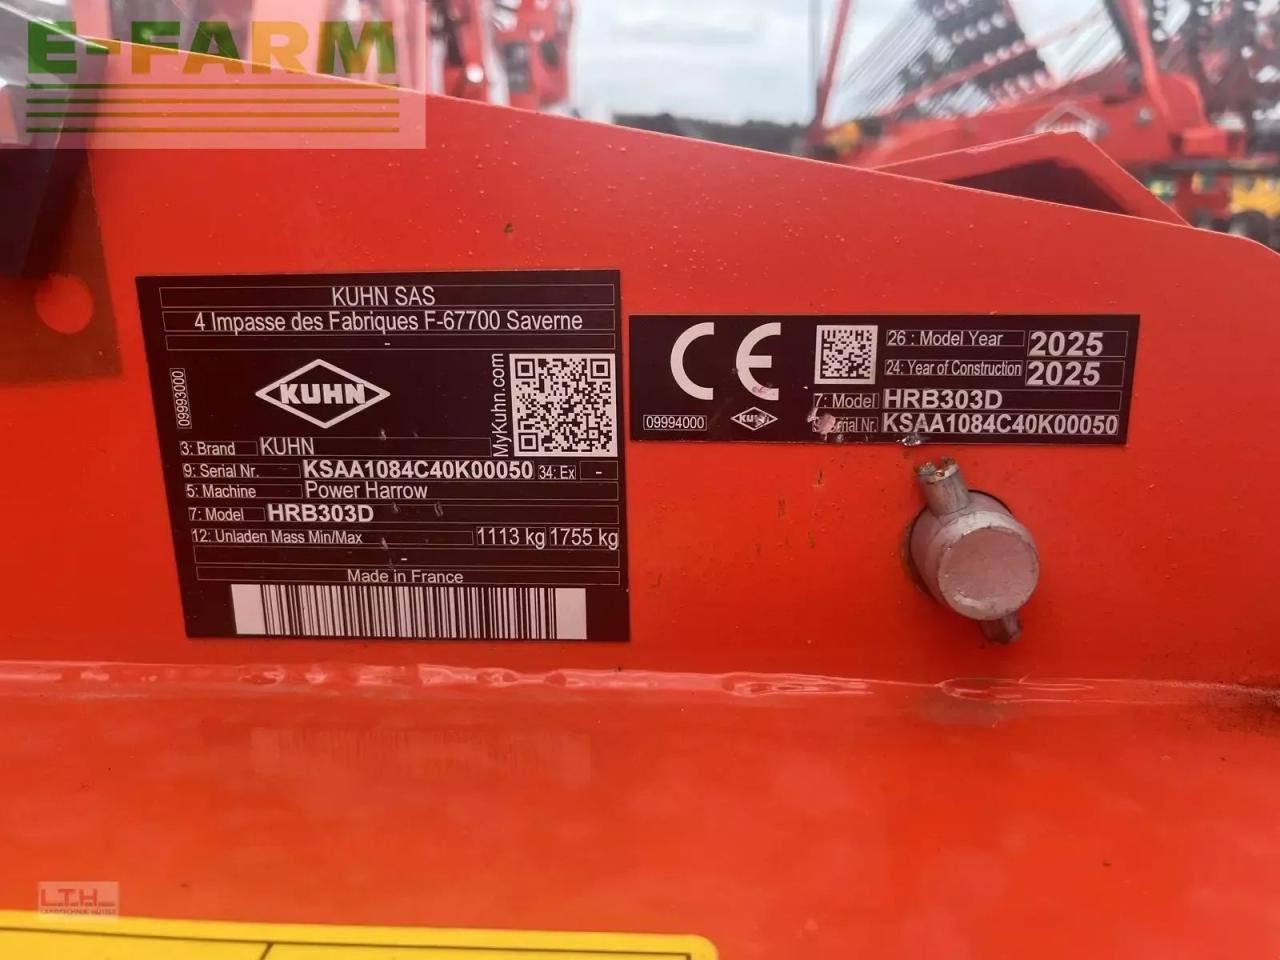 E-FARM
KUHN SAS
4 Impasse des Fabriques F-67700 Saverne
-
09993000
KUHN
MyKuhn.com
3: Brand KUHN
9: Serial Nr. KSAA1084C40K00050 34: Ex -
5: Machine Power Harrow
7: Model HRB303D
12: Unladen Mass Min/Max 1113 kg 1755 kg
-
Made in France
CE
26 : Model Year 2025
24: Year of Construction 2025
7: Model HRB303D
Serial Nr. KSAA1084C40K00050
09994000
KUHN
L.T.H.